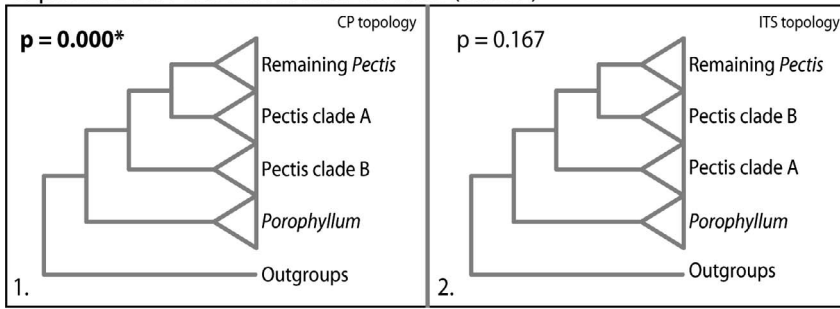 CP topology
p = 0.000*
Remaining Pectis
Pectis clade A
Pectis clade B
Porophyllum
Outgroups
1.
ITS topology
p = 0.167
Remaining Pectis
Pectis clade B
Pectis clade A
Porophyllum
Outgroups
2.